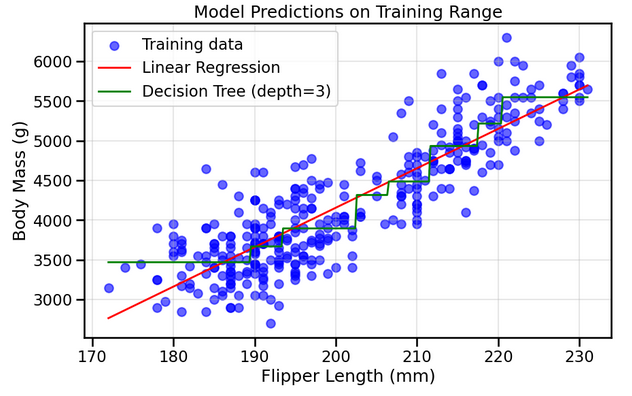 Model Predictions on Training Range
Training data
Linear Regression
Decision Tree (depth=3)
Body Mass (g)
6000
5500
5000
4500
4000
3500
3000
170 180 190 200 210 220 230
Flipper Length (mm)